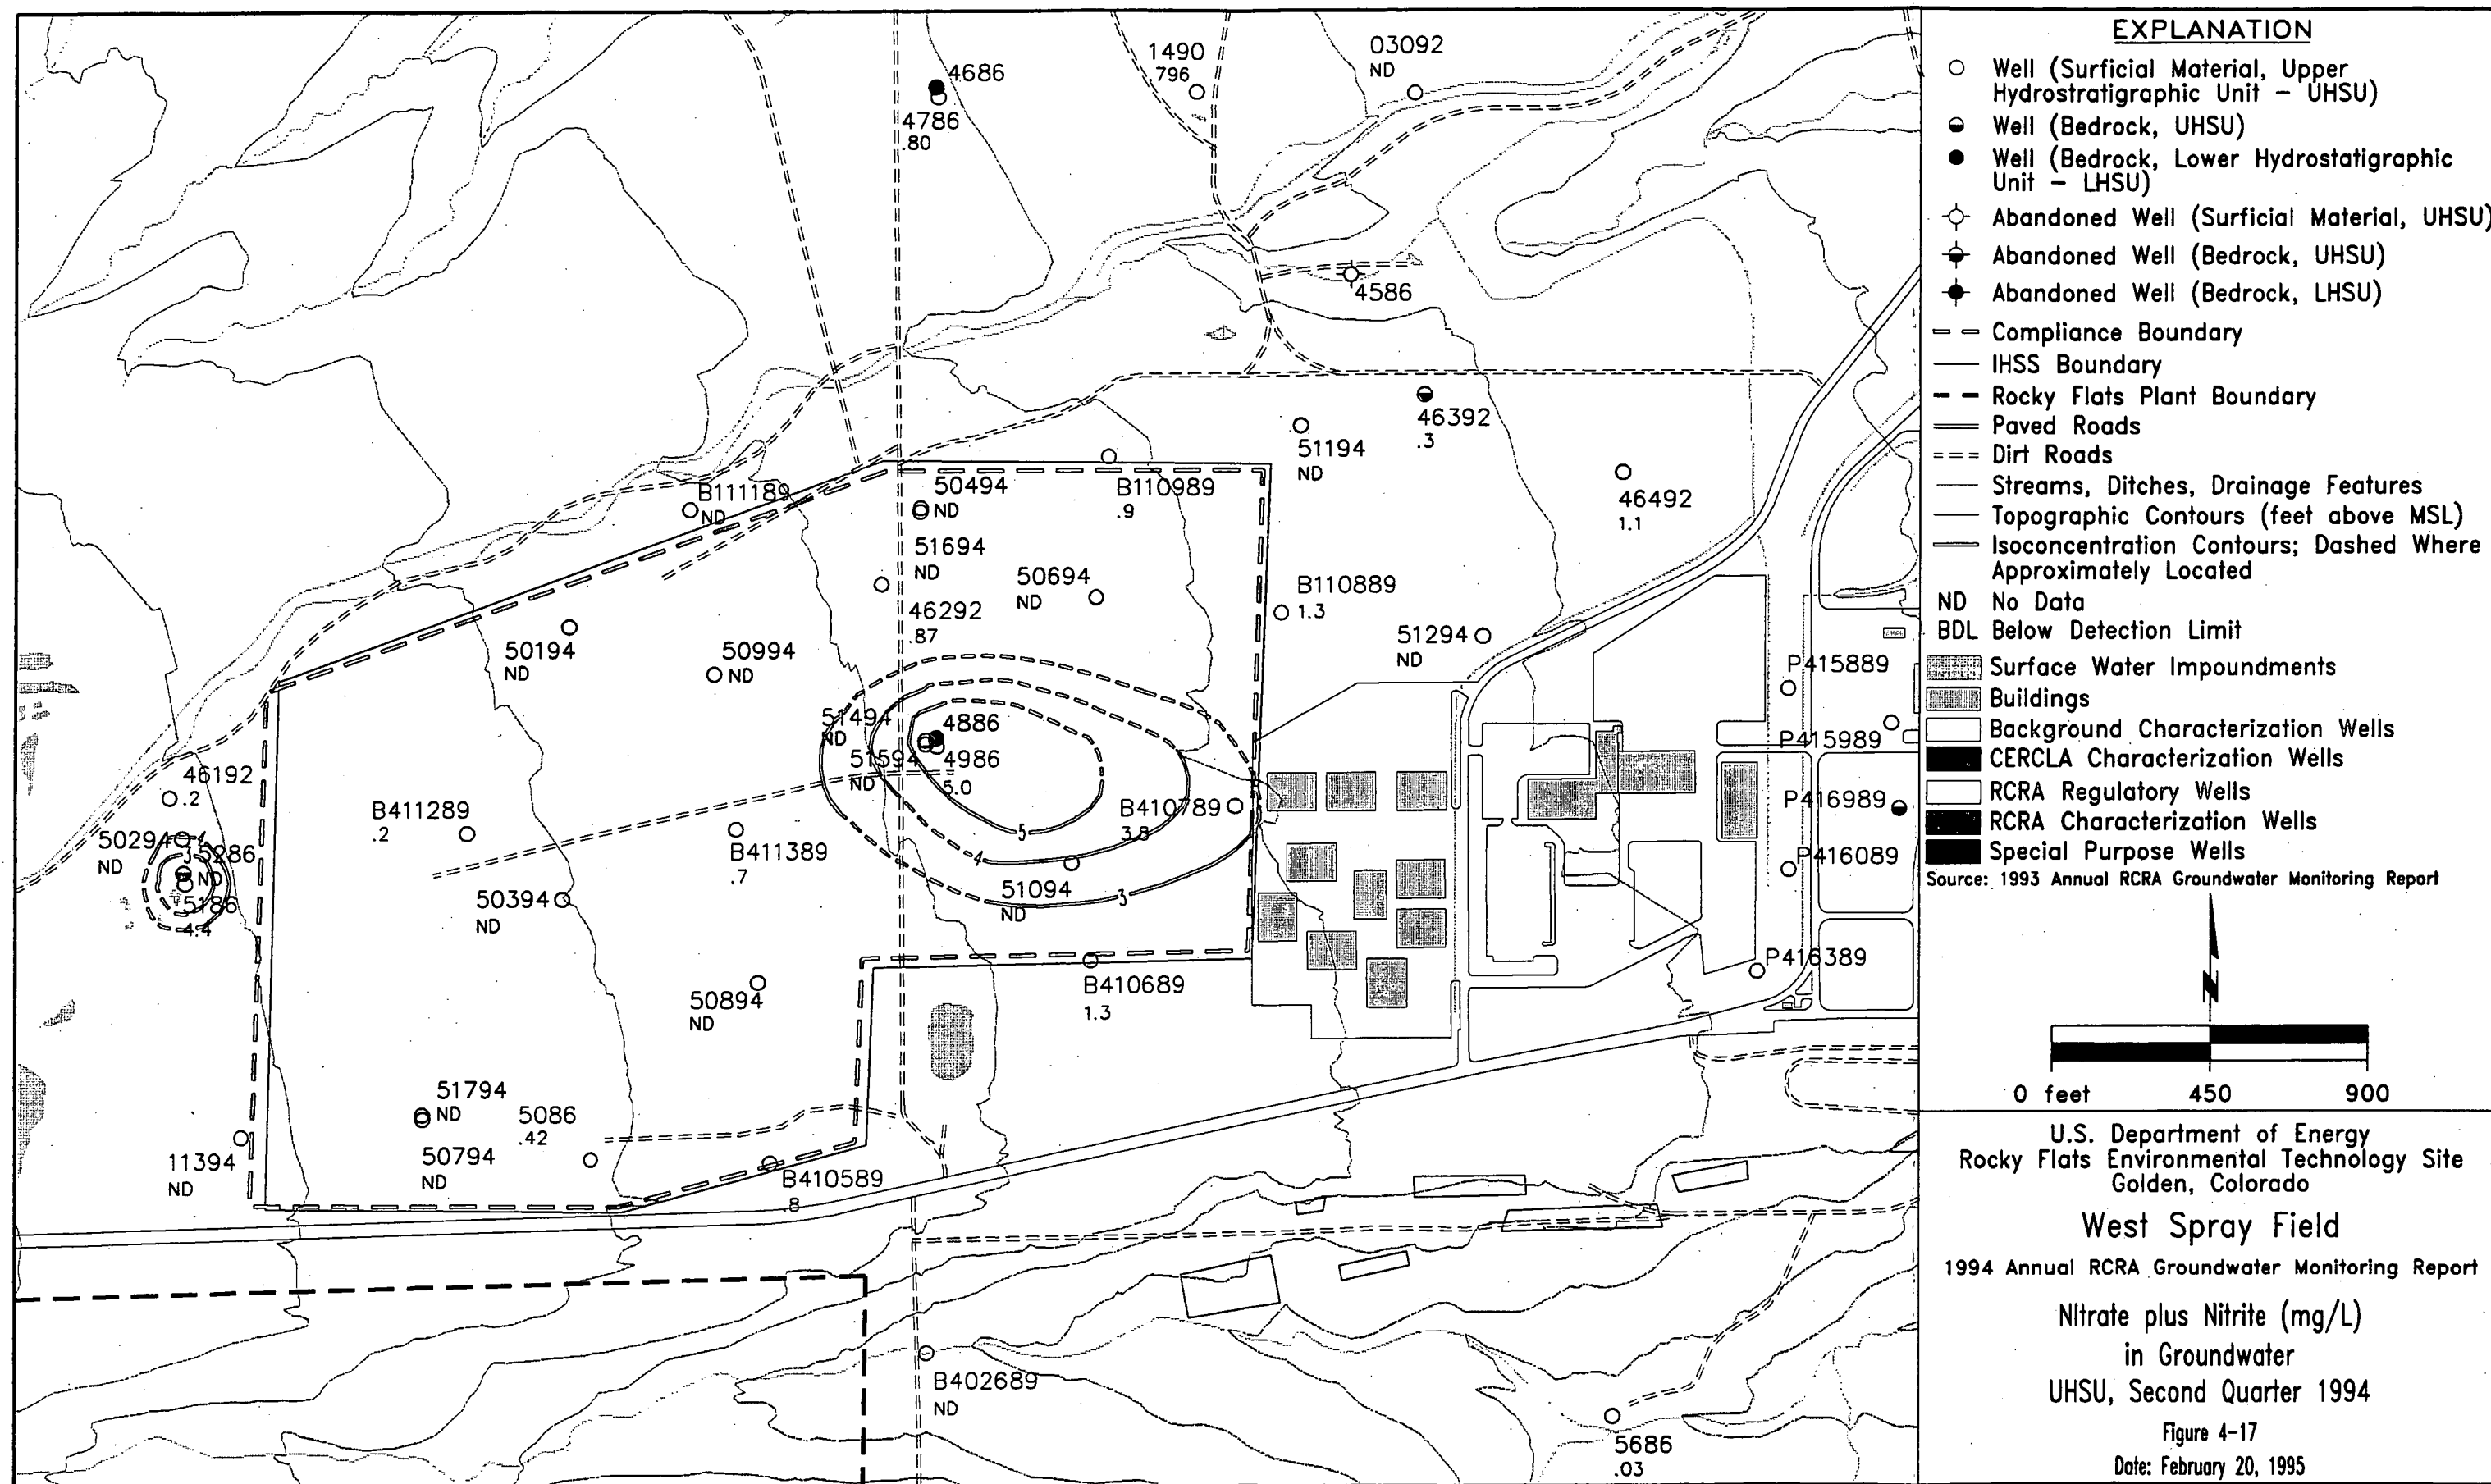 4686
4786
.80
1490
.796
03092
ND
4586
46392
.3
51194
ND
46492
1.1
B111189
ND
50494
ND
B110989
.9
51694
ND
50694
ND
46292
.87
B110889
1.3
51294
ND
50194
ND
50994
ND
P415889
P415989
51494
ND
4886
51594
ND
4986
5.0
46192
.2
B411289
.2
B410789
3.8
P416989
50294
ND
4
3
5286
ND
B411389
.7
5
4
3
P416089
5186
4.4
50394
ND
51094
ND
50894
ND
B410689
1.3
P416389
51794
ND
5086
.42
50794
ND
11394
ND
B410589
.8
B402689
ND
5686
.03
EXPLANATION
Well (Surficial Material, Upper
Hydrostratigraphic Unit – UHSU)
Well (Bedrock, UHSU)
Well (Bedrock, Lower Hydrostatigraphic
Unit – LHSU)
Abandoned Well (Surficial Material, UHSU)
Abandoned Well (Bedrock, UHSU)
Abandoned Well (Bedrock, LHSU)
Compliance Boundary
IHSS Boundary
Rocky Flats Plant Boundary
Paved Roads
Dirt Roads
Streams, Ditches, Drainage Features
Topographic Contours (feet above MSL)
Isoconcentration Contours; Dashed Where
Approximately Located
ND No Data
BDL Below Detection Limit
Surface Water Impoundments
Buildings
Background Characterization Wells
CERCLA Characterization Wells
RCRA Regulatory Wells
RCRA Characterization Wells
Special Purpose Wells
Source: 1993 Annual RCRA Groundwater Monitoring Report
N
0 feet 450 900
U.S. Department of Energy
Rocky Flats Environmental Technology Site
Golden, Colorado
West Spray Field
1994 Annual RCRA Groundwater Monitoring Report
NItrate plus Nitrite (mg/L)
in Groundwater
UHSU, Second Quarter 1994
Figure 4-17
Date: February 20, 1995